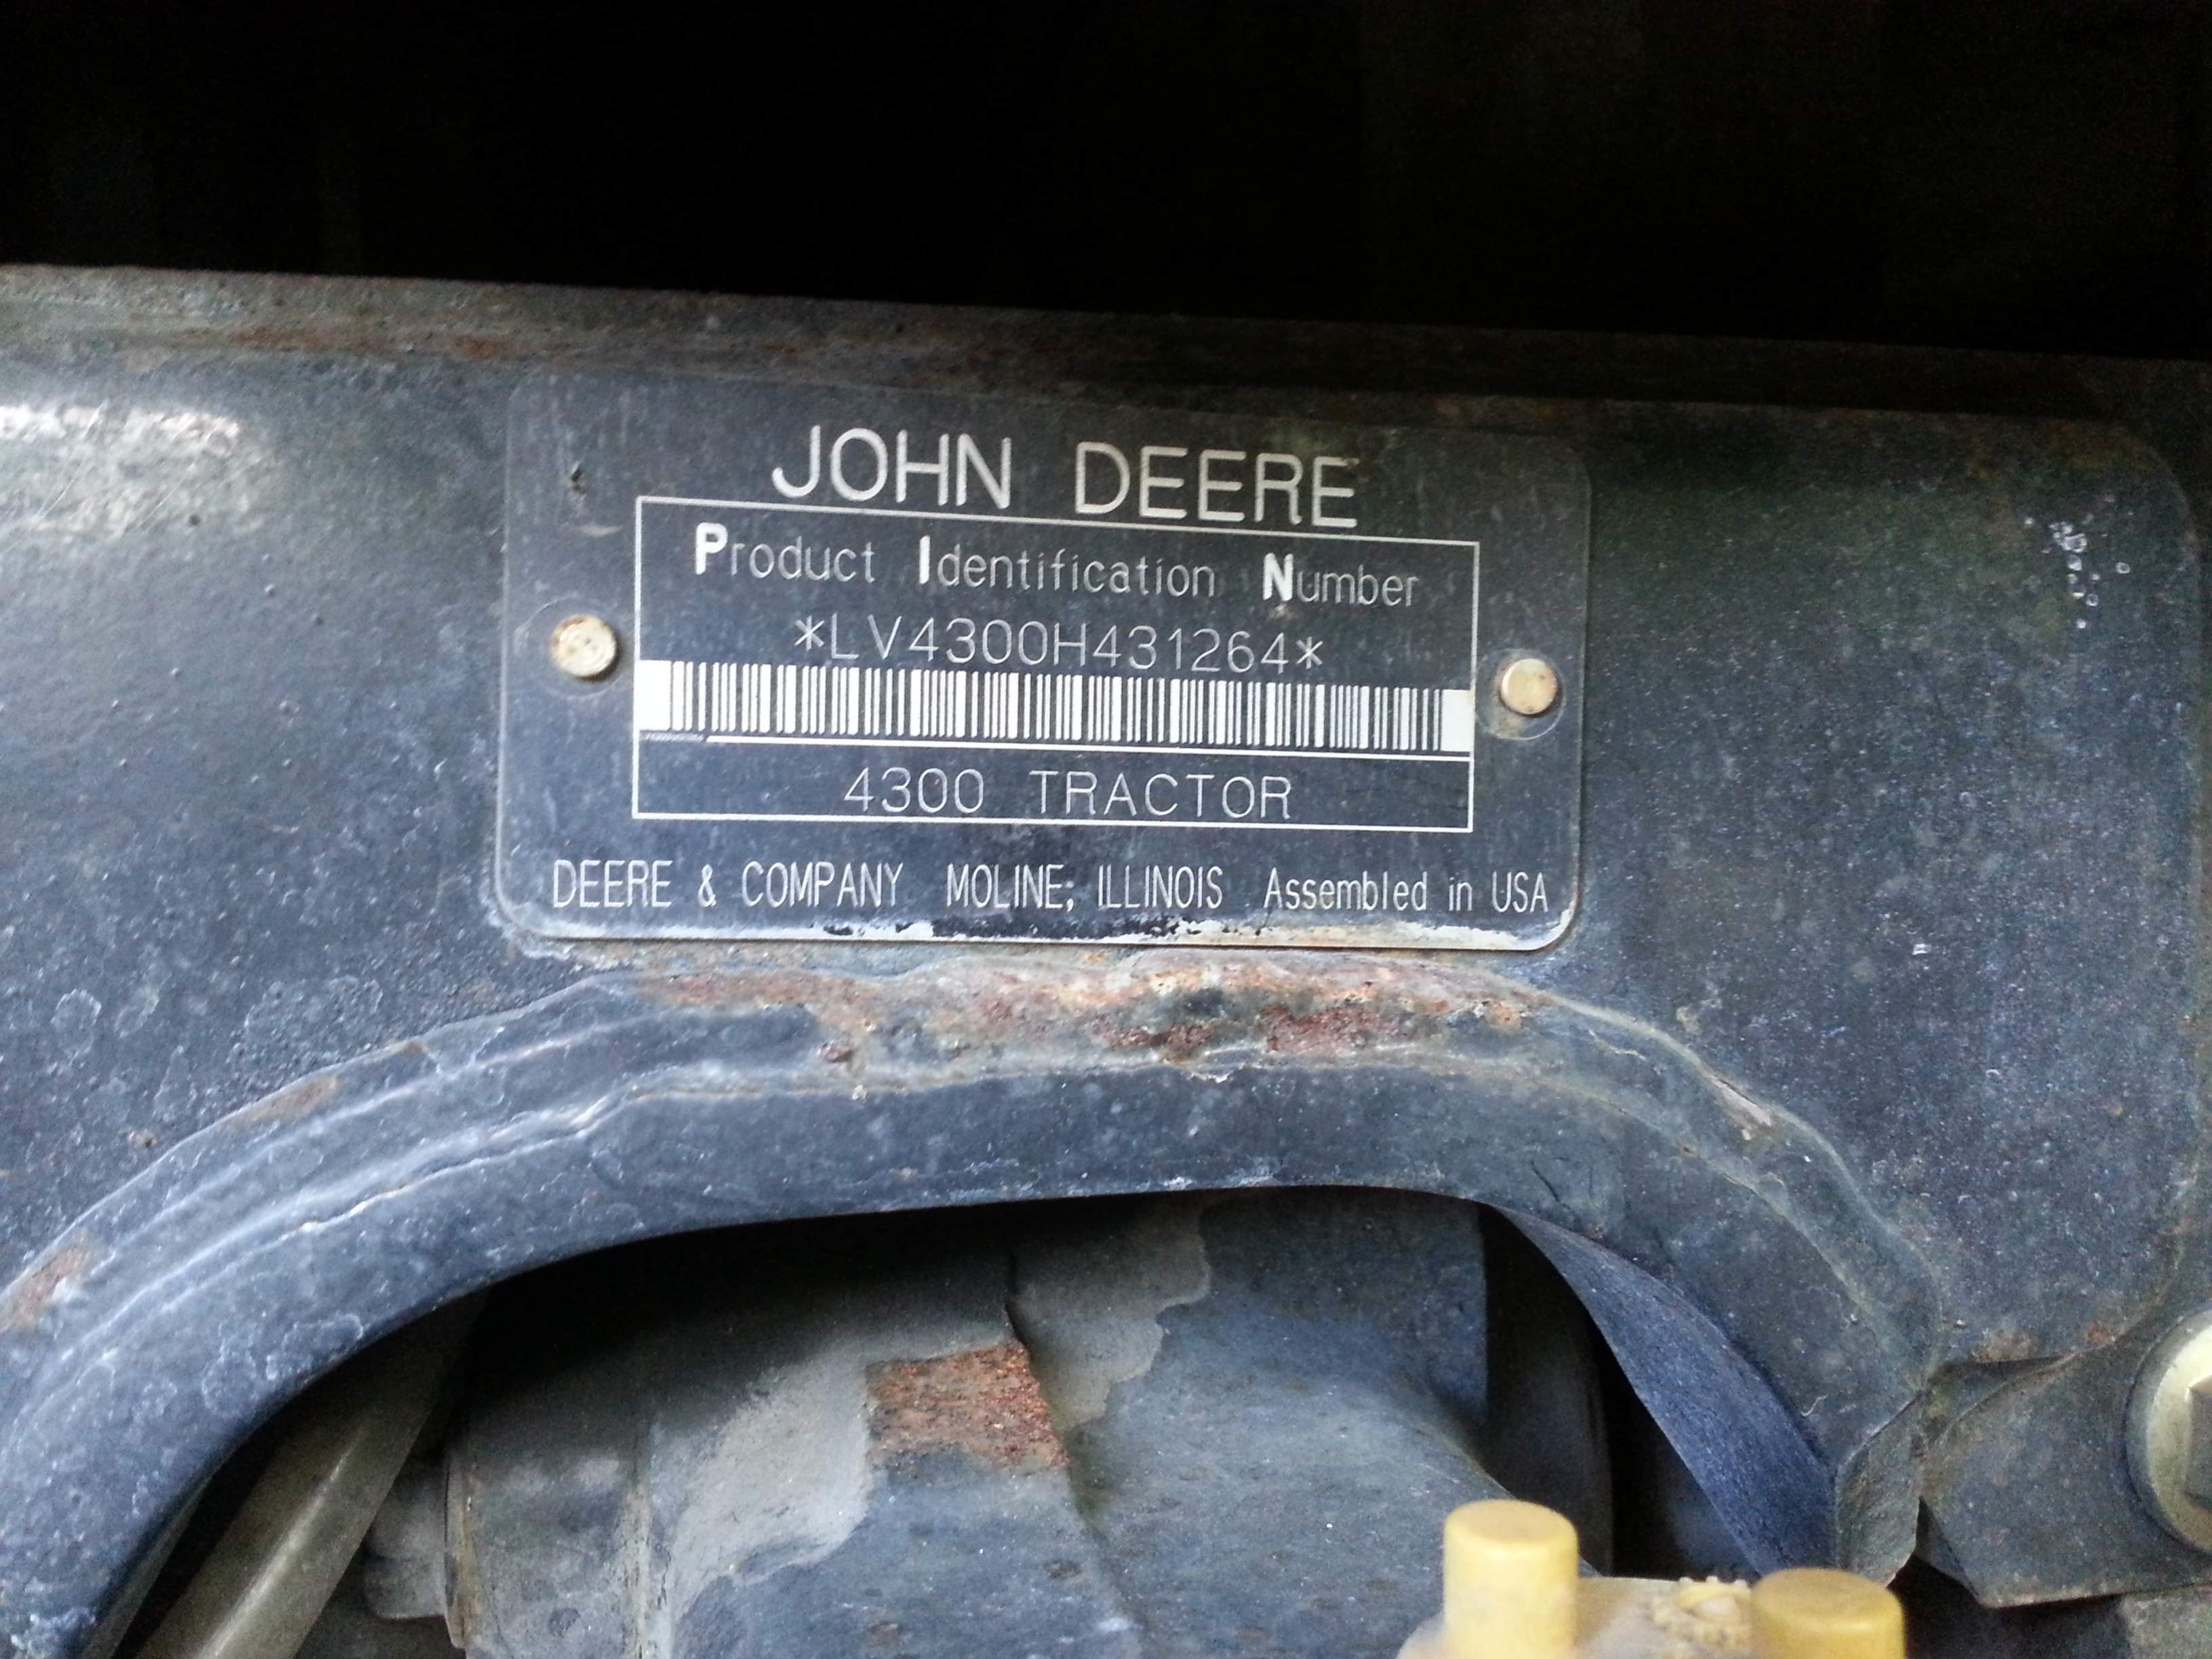 JOHN DEERE
Product Identification Number
*LV4300H431264*
4300 TRACTOR
DEERE & COMPANY MOLINE; ILLINOIS Assembled in USA